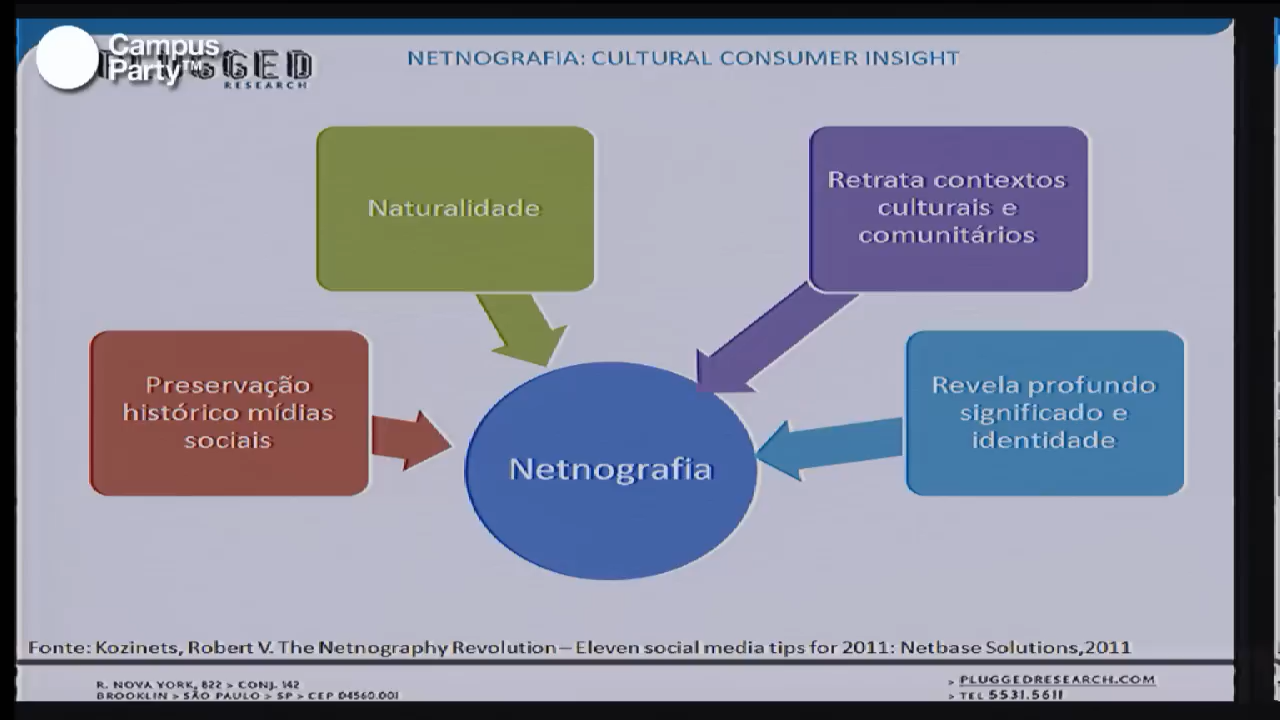 Campus
Party™
PLUGGED
RESEARCH
NETNOGRAFIA: CULTURAL CONSUMER INSIGHT
Naturalidade
Retrata contextos
culturais e
comunitários
Preservação
histórico mídias
sociais
Revela profundo
significado e
identidade
Netnografia
Fonte: Kozinets, Robert V. The Netnography Revolution – Eleven social media tips for 2011: Netbase Solutions,2011
R. NOVA YORK, 822 > CONJ. 142
BROOKLIN > SÃO PAULO > SP > CEP 04560.001
> PLUGGEDRESEARCH.COM
> TEL 5531.5611